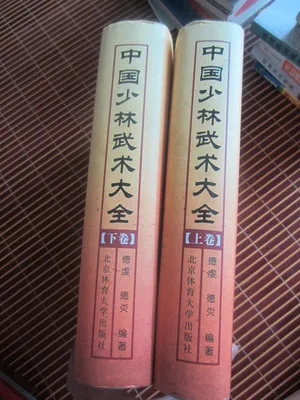 中国少林武术大全
【下卷】
德虔 德炎 编著
北京体育大学出版社
中国少林武术大全
【上卷】
德虔 德炎 编著
北京体育大学出版社